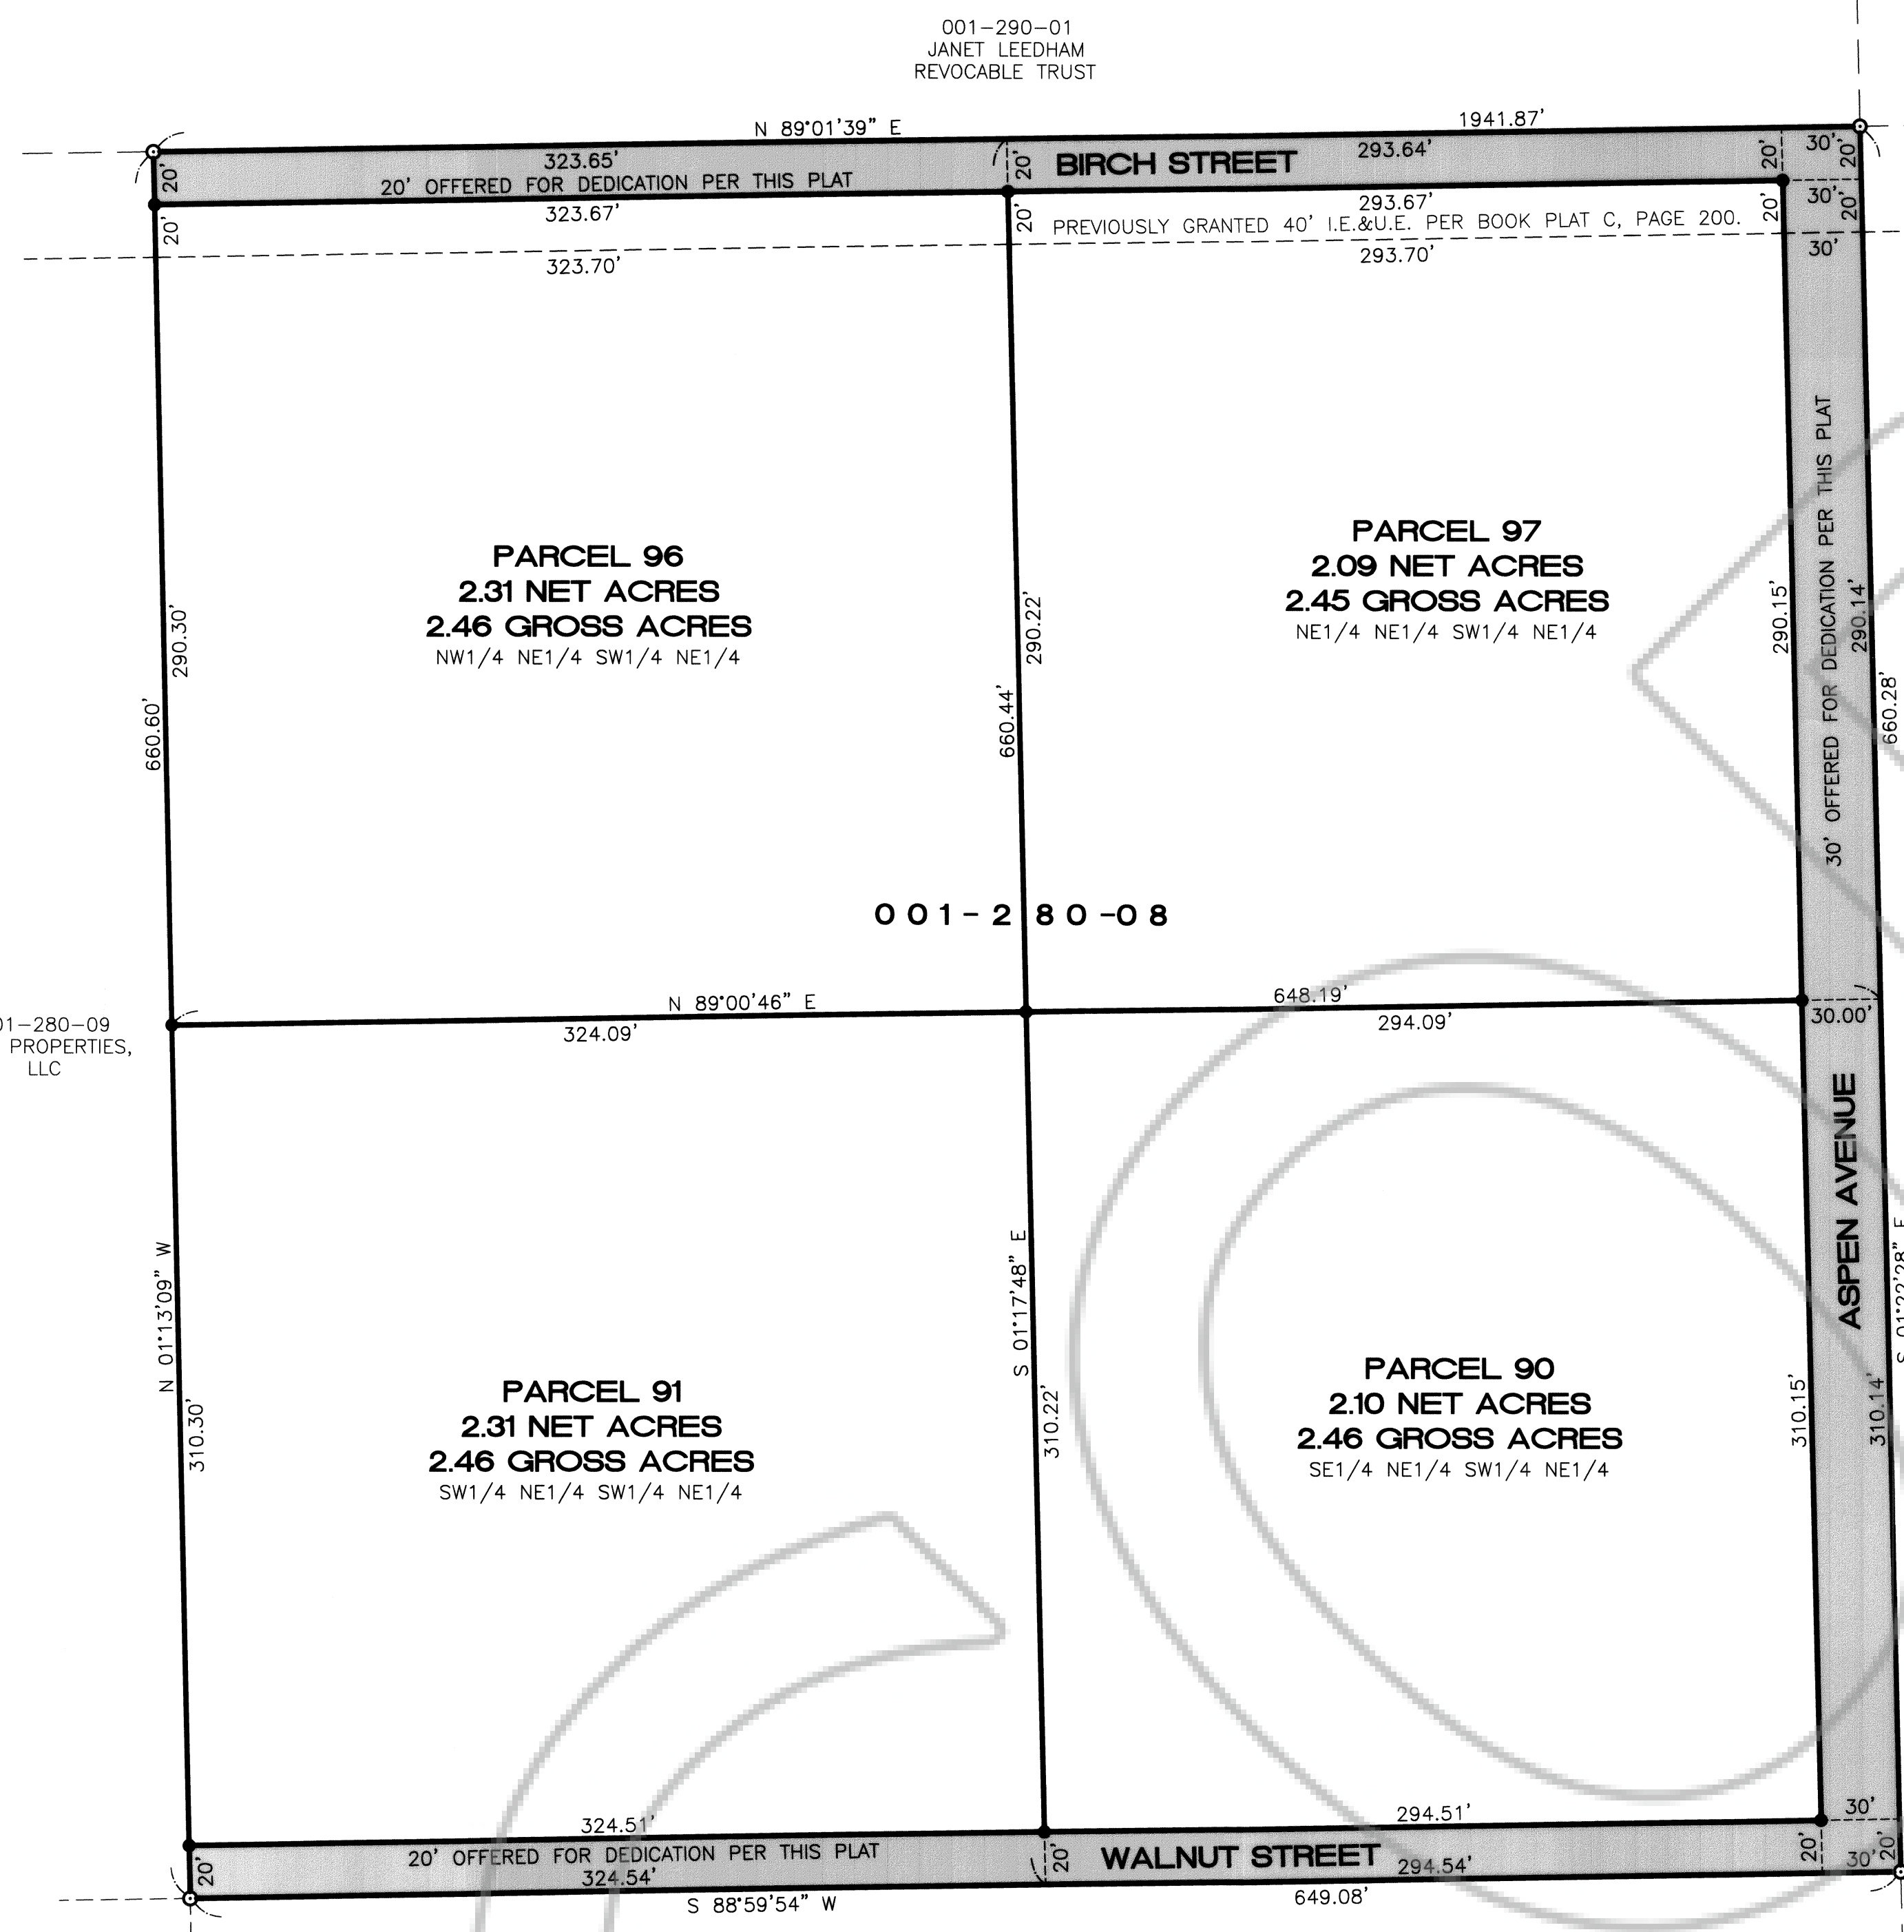 001-290-01
JANET LEEDHAM
REVOCABLE TRUST
N 89°01'39" E
1941.87'
323.65'
20'
20'
BIRCH STREET
293.64'
20'
30'
20'
20' OFFERED FOR DEDICATION PER THIS PLAT
323.67'
293.67'
30'
20'
20'
20'
PREVIOUSLY GRANTED 40' I.E.&U.E. PER BOOK PLAT C, PAGE 200.
20'
323.70'
293.70'
30'
30' OFFERED FOR DEDICATION PER THIS PLAT
PARCEL 96
2.31 NET ACRES
2.46 GROSS ACRES
NW1/4 NE1/4 SW1/4 NE1/4
PARCEL 97
2.09 NET ACRES
2.45 GROSS ACRES
NE1/4 NE1/4 SW1/4 NE1/4
290.30'
290.22'
290.15'
290.14'
660.60'
660.44'
660.28'
001-280-08
N 89°00'46" E
648.19'
324.09'
294.09'
30.00'
01-280-09
PROPERTIES,
LLC
ASPEN AVENUE
N 01°13'09" W
S 01°17'48" E
S 01°22'28" E
310.30'
310.22'
310.15'
310.14'
PARCEL 91
2.31 NET ACRES
2.46 GROSS ACRES
SW1/4 NE1/4 SW1/4 NE1/4
PARCEL 90
2.10 NET ACRES
2.46 GROSS ACRES
SE1/4 NE1/4 SW1/4 NE1/4
324.51'
294.51'
30'
20' OFFERED FOR DEDICATION PER THIS PLAT
WALNUT STREET
20'
20'
20'
30'
20'
324.54'
294.54'
S 88°59'54" W
649.08'